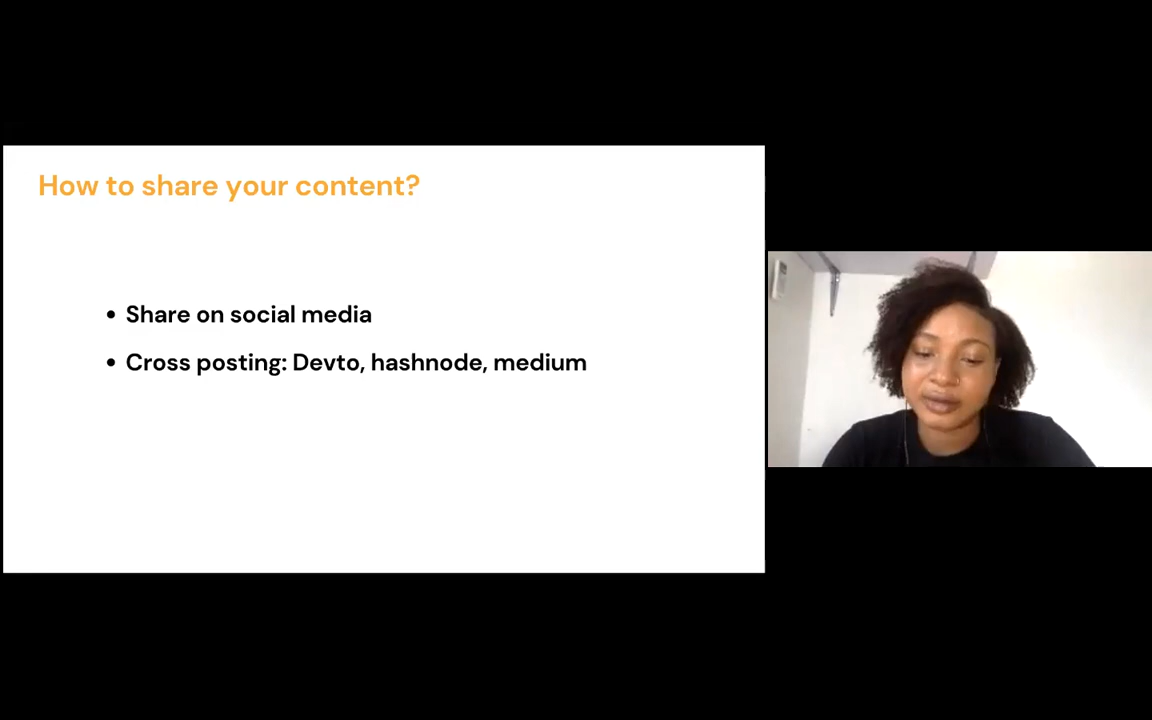 How to share your content?
• Share on social media
• Cross posting: Devto, hashnode, medium